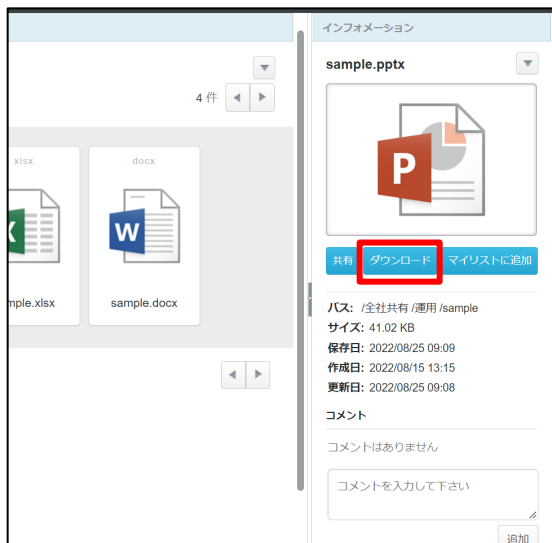 4 件
xlsx
docx
X
W
mple.xlsx
sample.docx
インフォメーション
sample.pptx
P
共有
ダウンロード
マイリストに追加
パス: /全社共有 /運用 /sample
サイズ: 41.02 KB
保存日: 2022/08/25 09:09
作成日: 2022/08/15 13:15
更新日: 2022/08/25 09:08
コメント
コメントはありません
コメントを入力して下さい
追加